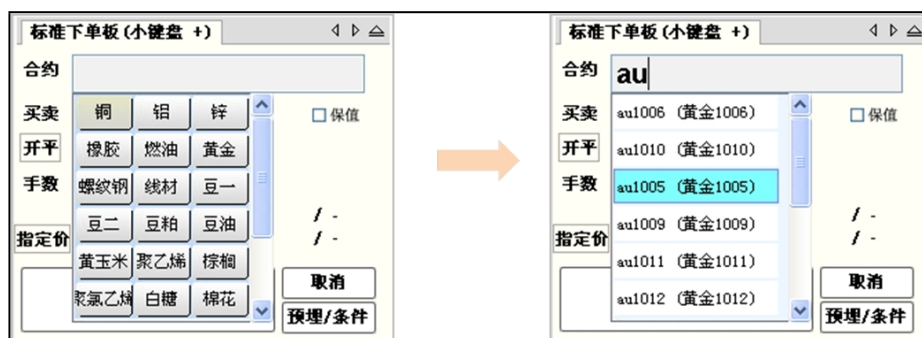 标准下单板(小键盘 +)
合约
买卖
铜 铝 锌
保值
开平
橡胶 燃油 黄金
手数
螺纹钢 线材 豆一
豆二 豆粕 豆油
/ -
指定价
/ -
黄玉米 聚乙烯 棕榈
取消
聚氯乙烯 白糖 棉花
预埋/条件
标准下单板(小键盘 +)
合约 au
买卖
au1006 (黄金1006)
保值
开平
au1010 (黄金1010)
手数
au1005 (黄金1005)
au1009 (黄金1009)
/ -
指定价
/ -
au1011 (黄金1011)
取消
au1012 (黄金1012)
预埋/条件